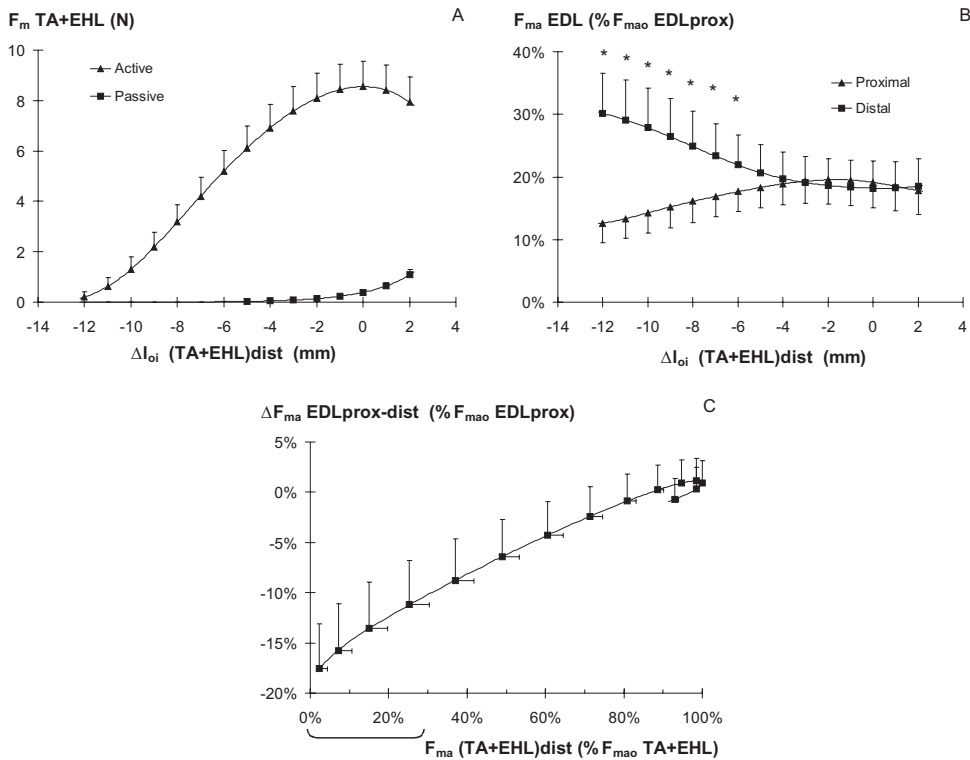 F_m TA+EHL (N)
A
10
8
6
4
2
0
Active
Passive
-14 -12 -10 -8 -6 -4 -2 0 2 4
Δl_oi (TA+EHL)dist (mm)
F_ma EDL (% F_mao EDLprox)
B
40%
30%
20%
10%
0%
* * * * * * *
Proximal
Distal
-14 -12 -10 -8 -6 -4 -2 0 2 4
Δl_oi (TA+EHL)dist (mm)
ΔF_ma EDLprox-dist (% F_mao EDLprox)
C
5%
0%
-5%
-10%
-15%
-20%
0% 20% 40% 60% 80% 100%
F_ma (TA+EHL)dist (% F_mao TA+EHL)